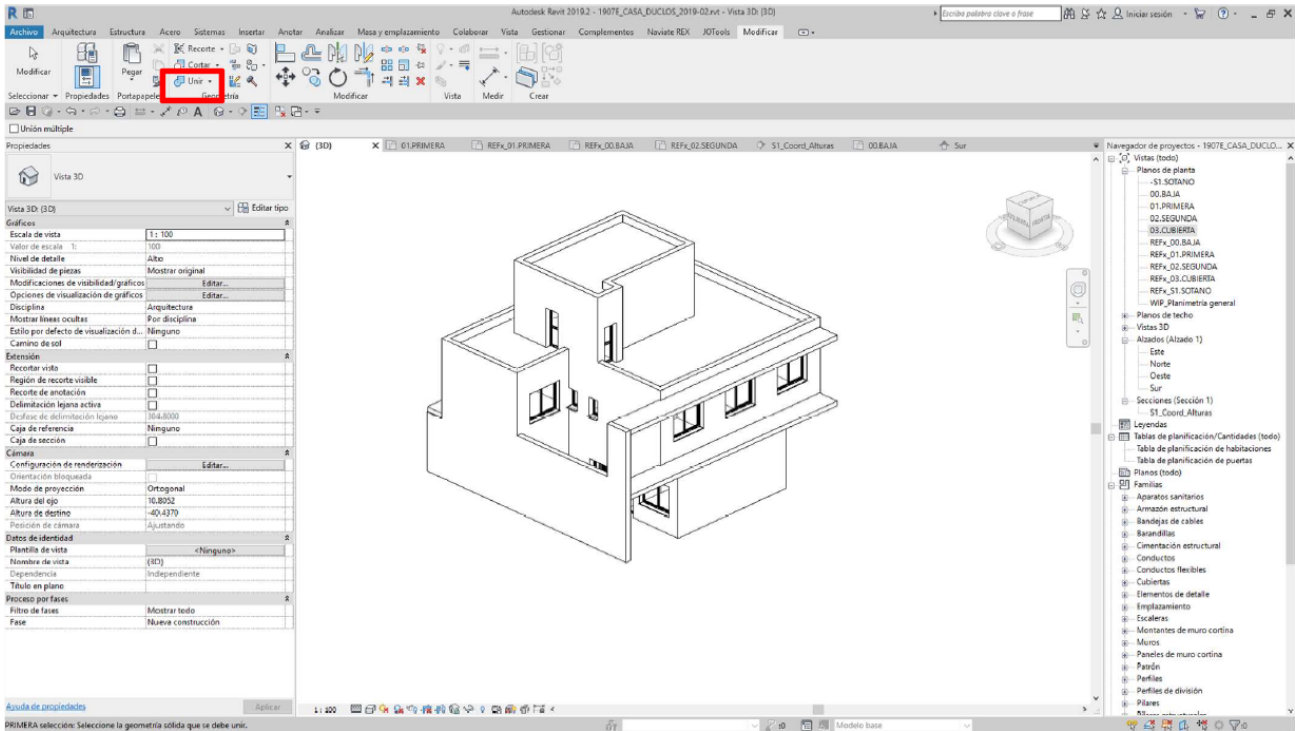 Autodesk Revit 2019.2 - 1907E_CASA_DUCLOS_2019-02.rvt - Vista 3D: {3D}
Escriba palabra clave o frase
Iniciar sesión
Archivo Arquitectura Estructura Acero Sistemas Insertar Anotar Analizar Masa y emplazamiento Colaborar Vista Gestionar Complementos Naviate REX JOTools Modificar
Modificar
Pegar
Recorte
Cortar
Unir
Seleccionar Propiedades Portapapeles Geometría Modificar Vista Medir Crear
Unión múltiple
Propiedades
Vista 3D
Vista 3D: {3D}
Editar tipo
Gráficos
Escala de vista 1 : 100
Valor de escala 1: 100
Nivel de detalle Alto
Visibilidad de piezas Mostrar original
Modificaciones de visibilidad/gráficos Editar...
Opciones de visualización de gráficos Editar...
Disciplina Arquitectura
Mostrar líneas ocultas Por disciplina
Estilo por defecto de visualización d... Ninguno
Camino de sol
Extensión
Recortar vista
Región de recorte visible
Recorte de anotación
Delimitación lejana activa
Desfase de delimitación lejano 304.8000
Caja de referencia Ninguno
Caja de sección
Cámara
Configuración de renderización Editar...
Orientación bloqueada
Modo de proyección Ortogonal
Altura del ojo 10.8052
Altura de destino -40.4370
Posición de cámara Ajustando
Datos de identidad
Plantilla de vista <Ninguno>
Nombre de vista {3D}
Dependencia Independiente
Título en plano
Proceso por fases
Filtro de fases Mostrar todo
Fase Nueva construcción
Ayuda de propiedades
Aplicar
{3D} 01.PRIMERA REFx_01.PRIMERA REFx_00.BAJA REFx_02.SEGUNDA S1_Coord_Alturas 00.BAJA Sur
Navegador de proyectos - 1907E_CASA_DUCLO...
Vistas (todo)
Planos de planta
-S1.SOTANO
00.BAJA
01.PRIMERA
02.SEGUNDA
03.CUBIERTA
REFx_00.BAJA
REFx_01.PRIMERA
REFx_02.SEGUNDA
REFx_03.CUBIERTA
REFx_S1.SOTANO
WIP_Planimetria general
Planos de techo
Vistas 3D
Alzados (Alzado 1)
Este
Norte
Oeste
Sur
Secciones (Sección 1)
S1_Coord_Alturas
Leyendas
Tablas de planificación/Cantidades (todo)
Tabla de planificación de habitaciones
Tabla de planificación de puertas
Planos (todo)
Familias
Aparatos sanitarios
Armazón estructural
Bandejas de cables
Barandillas
Cimentación estructural
Conductos
Conductos flexibles
Cubiertas
Elementos de detalle
Emplazamiento
Escaleras
Montantes de muro cortina
Muros
Paneles de muro cortina
Patrón
Perfiles
Perfiles de división
Pilares
1 : 100
PRIMERA selección: Seleccione la geometría sólida que se debe unir.
:0
Modelo base
:0